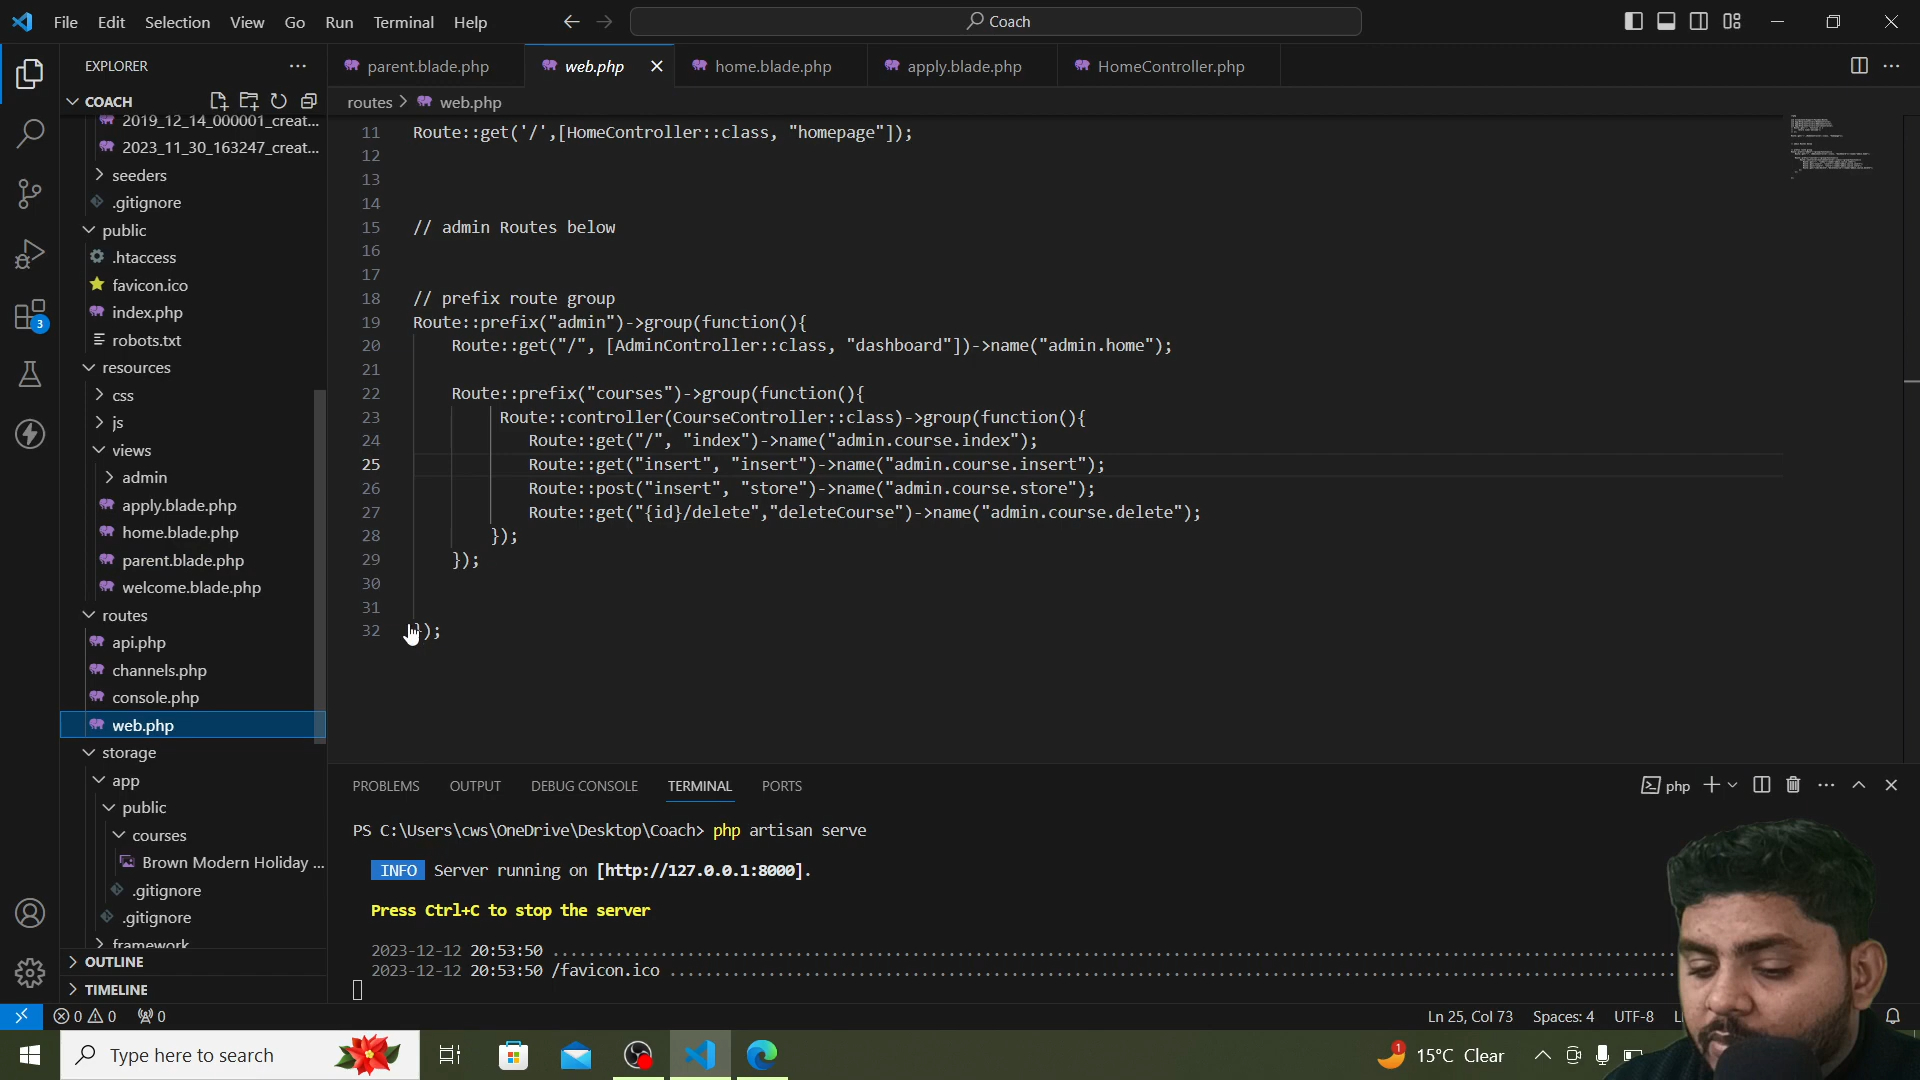 File Edit Selection View Go Run Terminal Help
Coach
EXPLORER
parent.blade.php
web.php
home.blade.php
apply.blade.php
HomeController.php
COACH
routes > web.php
2019_12_14_000001_creat...
2023_11_30_163247_creat...
seeders
.gitignore
public
.htaccess
favicon.ico
index.php
robots.txt
resources
css
js
views
admin
apply.blade.php
home.blade.php
parent.blade.php
welcome.blade.php
routes
api.php
channels.php
console.php
web.php
storage
app
public
courses
Brown Modern Holiday ...
.gitignore
.gitignore
framework
OUTLINE
TIMELINE
3
11 Route::get('/',[HomeController::class, "homepage"]);
12
13
14
15 // admin Routes below
16
17
18 // prefix route group
19 Route::prefix("admin")->group(function(){
20 Route::get("/", [AdminController::class, "dashboard"])->name("admin.home");
21
22 Route::prefix("courses")->group(function(){
23 Route::controller(CourseController::class)->group(function(){
24 Route::get("/", "index")->name("admin.course.index");
25 Route::get("insert", "insert")->name("admin.course.insert");
26 Route::post("insert", "store")->name("admin.course.store");
27 Route::get("{id}/delete","deleteCourse")->name("admin.course.delete");
28 });
29 });
30
31
32 });
PROBLEMS OUTPUT DEBUG CONSOLE TERMINAL PORTS
php
PS C:\Users\cws\OneDrive\Desktop\Coach> php artisan serve
INFO Server running on [http://127.0.0.1:8000].
Press Ctrl+C to stop the server
2023-12-12 20:53:50 ........................................................................
2023-12-12 20:53:50 /favicon.ico ........................................................................
0 0 0
Ln 25, Col 73 Spaces: 4 UTF-8
Type here to search
1 15°C Clear